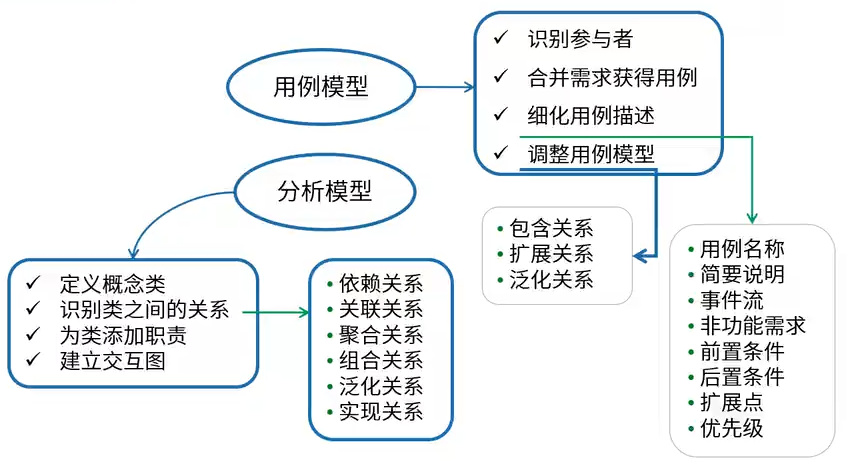 用例模型
识别参与者
合并需求获得用例
细化用例描述
调整用例模型
分析模型
包含关系
扩展关系
泛化关系
用例名称
简要说明
事件流
非功能需求
前置条件
后置条件
扩展点
优先级
定义概念类
识别类之间的关系
为类添加职责
建立交互图
依赖关系
关联关系
聚合关系
组合关系
泛化关系
实现关系